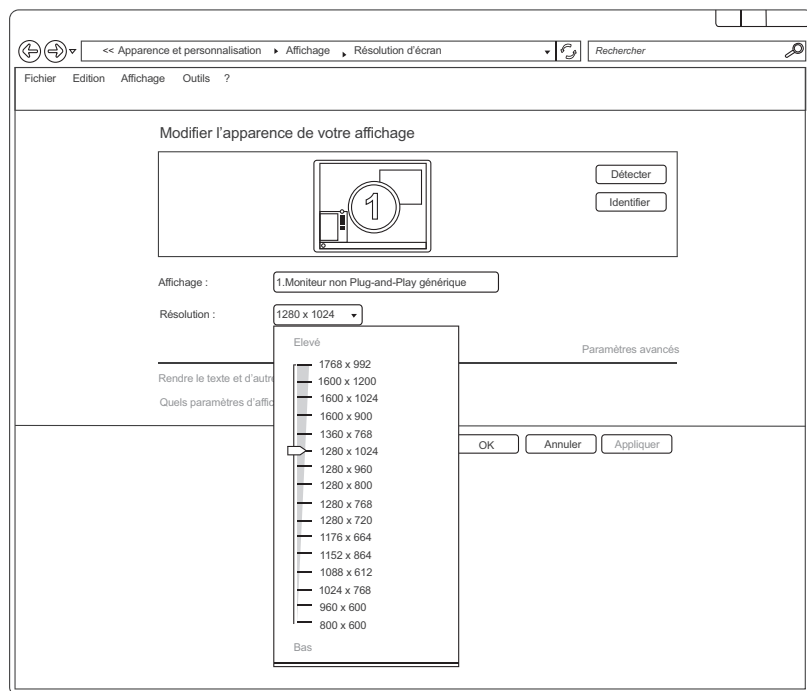 << Apparence et personnalisation Affichage Résolution d'écran Rechercher
Fichier Edition Affichage Outils ?
Modifier l'apparence de votre affichage
1
Détecter
Identifier
Affichage : 1.Moniteur non Plug-and-Play générique
Résolution : 1280 x 1024
Elevé
Paramètres avancés
1768 x 992
Rendre le texte et d'autre
1600 x 1200
1600 x 1024
Quels paramètres d'affic
1600 x 900
1360 x 768
OK Annuler Appliquer
1280 x 1024
1280 x 960
1280 x 800
1280 x 768
1280 x 720
1176 x 664
1152 x 864
1088 x 612
1024 x 768
960 x 600
800 x 600
Bas